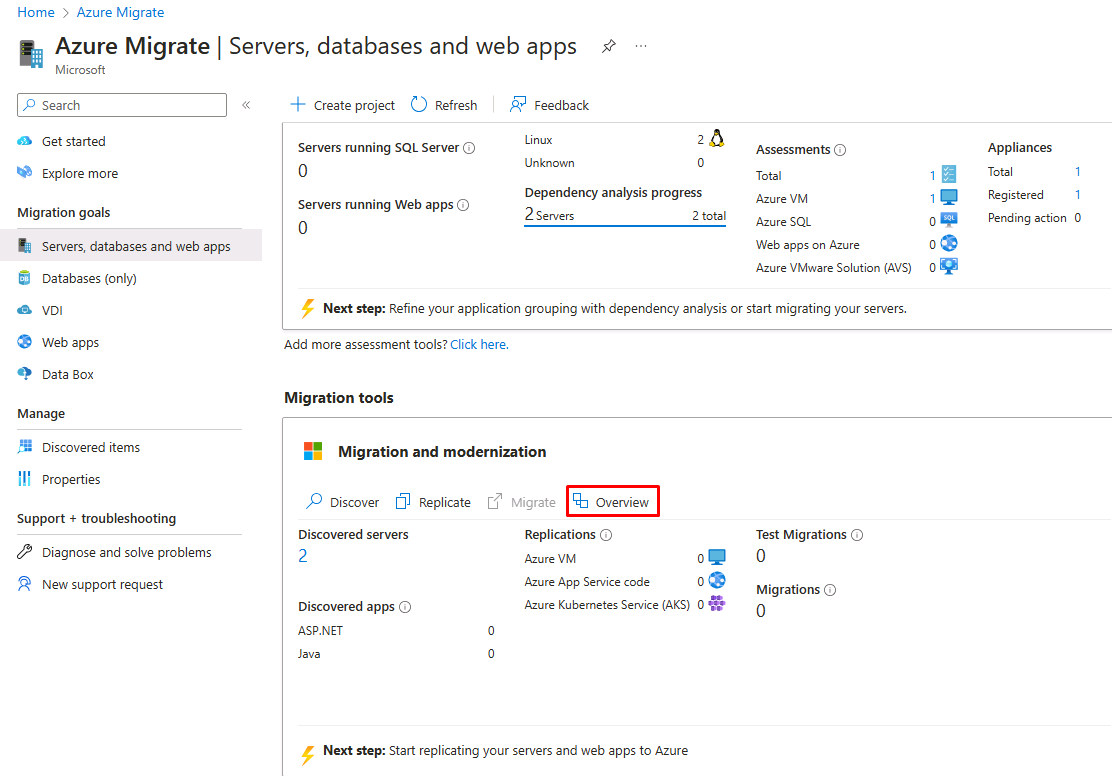 Home > Azure Migrate
Azure Migrate | Servers, databases and web apps
Microsoft
Search
Get started
Explore more
Migration goals
Servers, databases and web apps
Databases (only)
VDI
Web apps
Data Box
Manage
Discovered items
Properties
Support + troubleshooting
Diagnose and solve problems
New support request
Create project Refresh Feedback
Servers running SQL Server
0
Servers running Web apps
0
Linux 2
Unknown 0
Dependency analysis progress
2 Servers 2 total
Assessments
Total 1
Azure VM 1
Azure SQL 0
SQL
Web apps on Azure 0
Azure VMware Solution (AVS) 0
Appliances
Total 1
Registered 1
Pending action 0
Next step: Refine your application grouping with dependency analysis or start migrating your servers.
Add more assessment tools? Click here.
Migration tools
Migration and modernization
Discover Replicate Migrate Overview
Discovered servers
2
Discovered apps
ASP.NET 0
Java 0
Replications
Azure VM 0
Azure App Service code 0
Azure Kubernetes Service (AKS) 0
Test Migrations
0
Migrations
0
Next step: Start replicating your servers and web apps to Azure